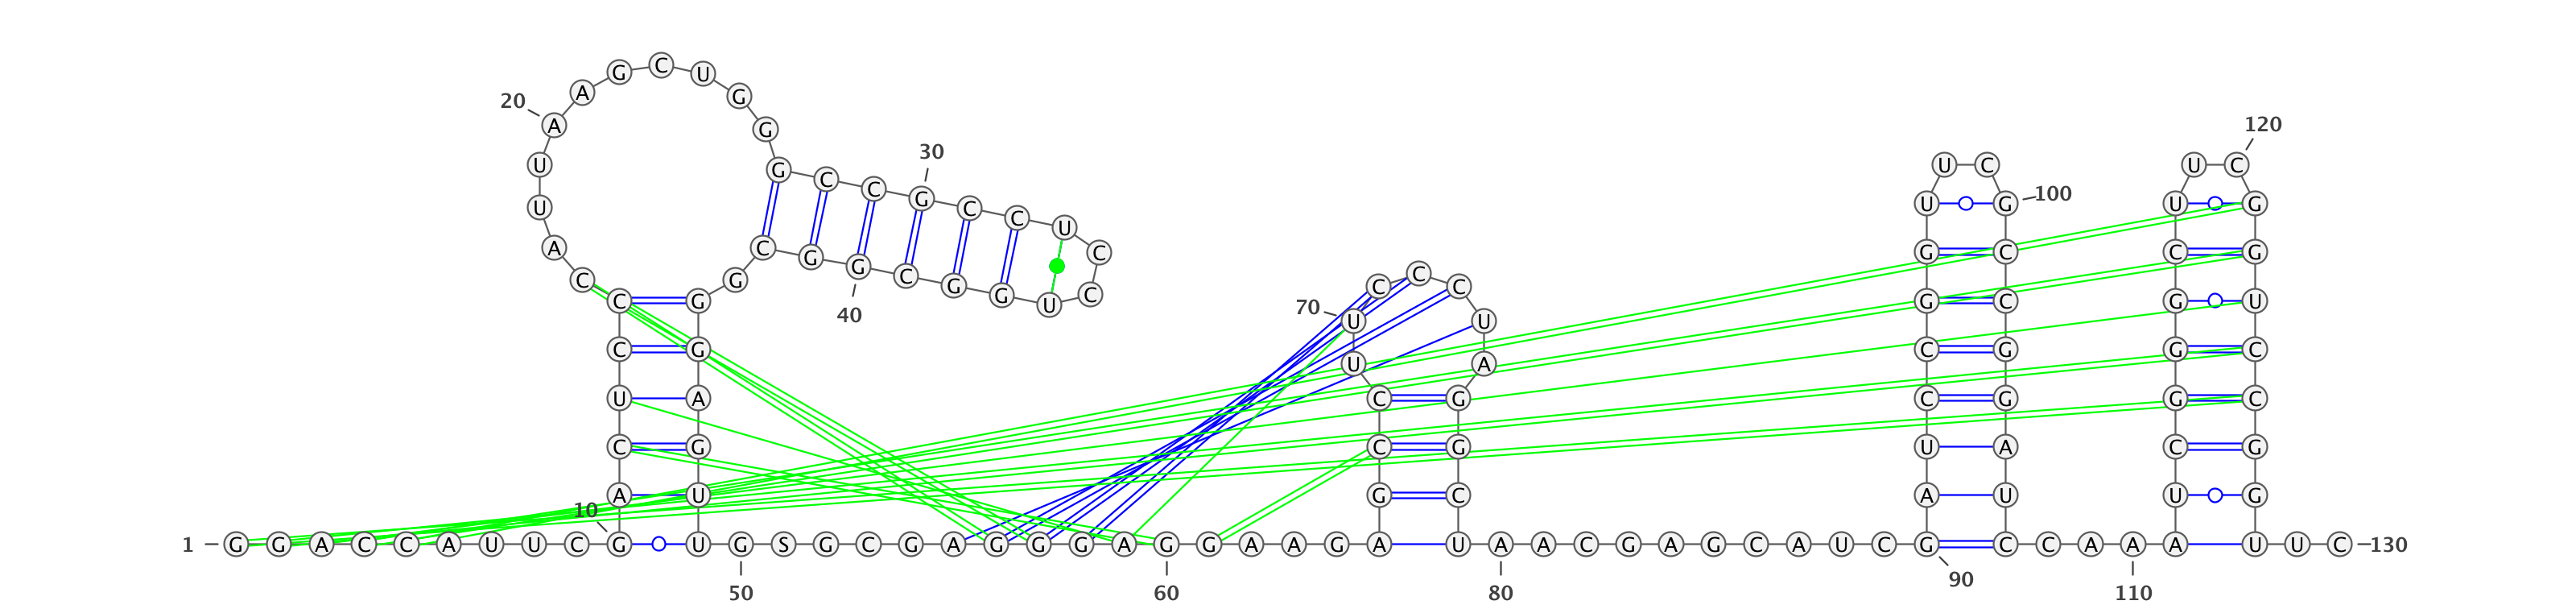 1
G G A C C A U U C
10
G A C U C C
C A U U
20
A A G C U G G
G C C
30
G C C U C C U G G C
40
G G C
G G G A G U U
50
G S G C G A G G G A
60
G G A A G
A G C C U
70
U C C C U A G G C U
80
A A C G A G C A U C
90
G A U C C G G U U C
100
G C C G G A U C
C A
110
A
A U C G G G C U U
120
C G G U C C G G U
U U C
130